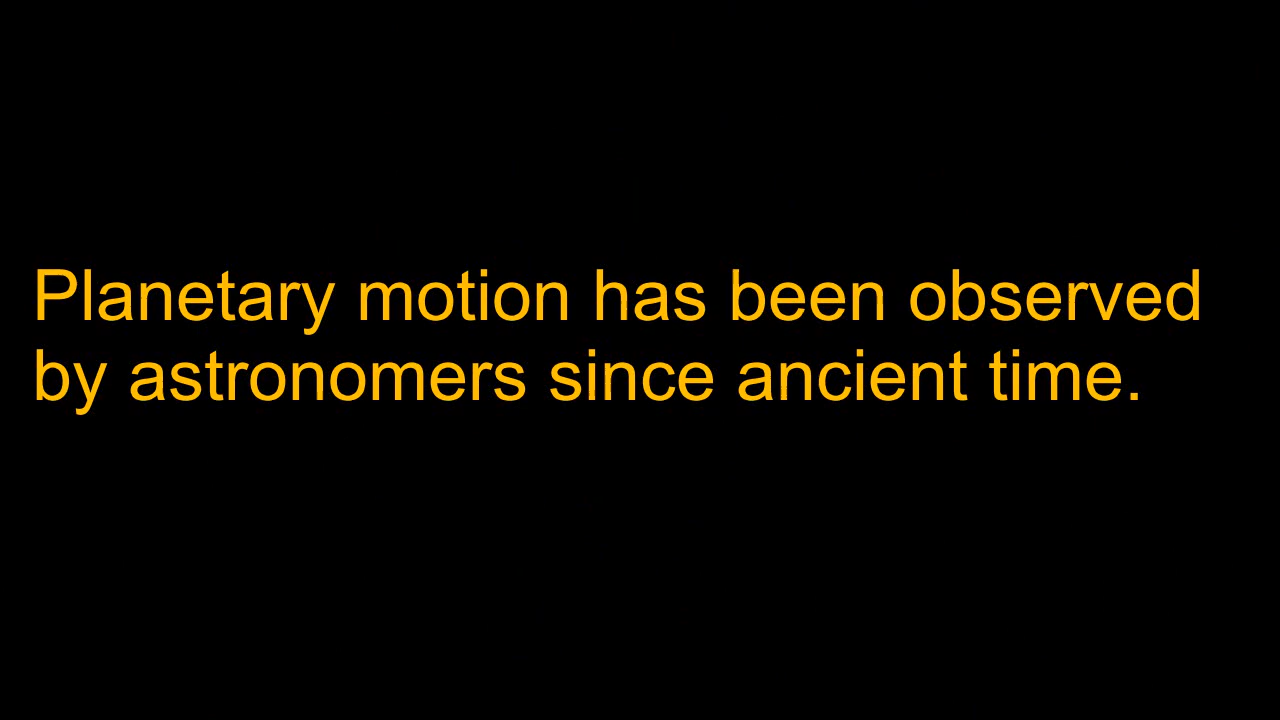 Planetary motion has been observed
by astronomers since ancient time.